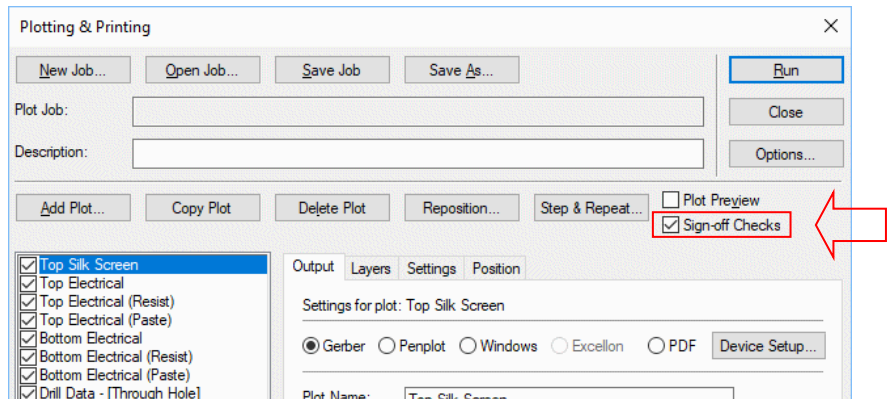 Plotting & Printing
New Job... Open Job... Save Job Save As... Run
Plot Job: Close
Description: Options...
Add Plot... Copy Plot Delete Plot Reposition... Step & Repeat... Plot Preview
Sign-off Checks
Top Silk Screen
Top Electrical
Top Electrical (Resist)
Top Electrical (Paste)
Bottom Electrical
Bottom Electrical (Resist)
Bottom Electrical (Paste)
Drill Data - [Through Hole]
Output Layers Settings Position
Settings for plot: Top Silk Screen
Gerber Penplot Windows Excellon PDF Device Setup...
Plot Name: Top Silk Screen